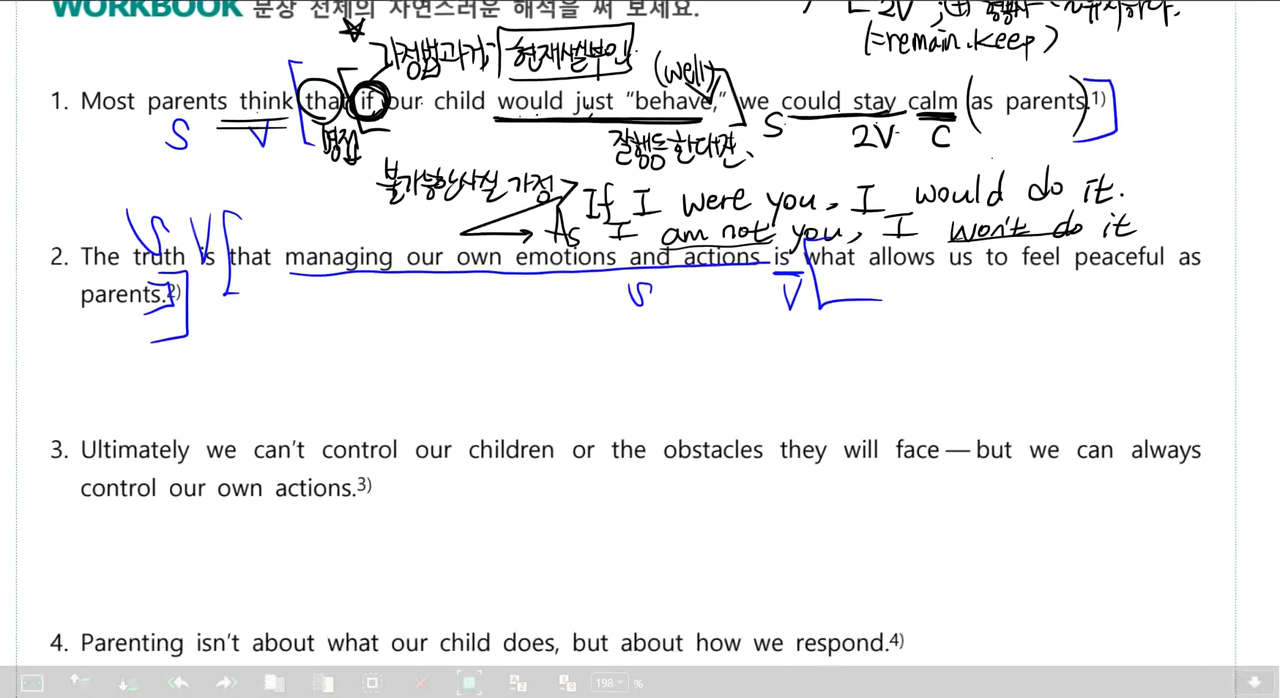 WORKBOOK 문장 전체의 자연스러운 해석을 써 보세요.
2V ; ⊕ 형용사
(=remain.keep)
가정법과거; 현재사실부인
(well)
1. Most parents think that if our child would just “behave,” we could stay calm (as parents.1)
S V 명접 잘행동한다면. S 2V C
불가능한사실 가정 If I were you, I would do it.
As I am not you, I won't do it
S V
2. The truth is that managing our own emotions and actions is what allows us to feel peaceful as
parents.2)
S V
3. Ultimately we can’t control our children or the obstacles they will face — but we can always
control our own actions.3)
4. Parenting isn’t about what our child does, but about how we respond.4)
198 %